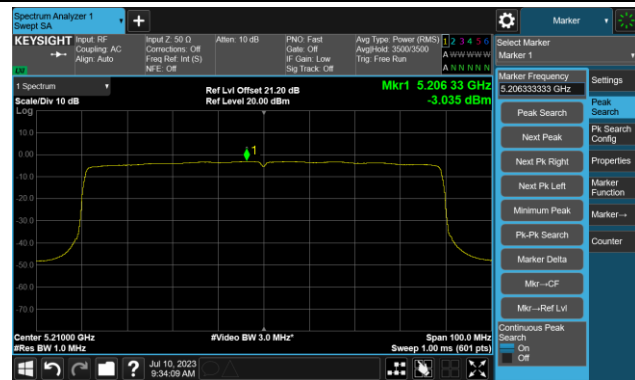 Spectrum Analyzer 1
Swept SA
+
Marker
KEYSIGHT
Input: RF
Coupling: AC
Align: Auto
Input Z: 50 Ω
Corrections: Off
Freq Ref: Int (S)
NFE: Off
Atten: 10 dB
PNO: Fast
Gate: Off
IF Gain: Low
Sig Track: Off
Avg Type: Power (RMS)
Avg|Hold: 3500/3500
Trig: Free Run
1 2 3 4 5 6
A W W W W W
A N N N N N
LW
Select Marker
Marker 1
1 Spectrum
Scale/Div 10 dB
Log
Ref Lvl Offset 21.20 dB
Ref Level 20.00 dBm
Mkr1 5.206 33 GHz
-3.035 dBm
10.0
0.00
-10.0
-20.0
-30.0
-40.0
-50.0
-60.0
-70.0
1
Center 5.21000 GHz
#Res BW 1.0 MHz
#Video BW 3.0 MHz*
Span 100.0 MHz
Sweep 1.00 ms (601 pts)
Marker Frequency
5.206333333 GHz
Peak Search
Next Peak
Next Pk Right
Next Pk Left
Minimum Peak
Pk-Pk Search
Marker Delta
Mkr→CF
Mkr→Ref Lvl
Continuous Peak
Search
On
Off
Settings
Peak
Search
Pk Search
Config
Properties
Marker
Function
Marker→
Counter
?
Jul 10, 2023
9:34:09 AM